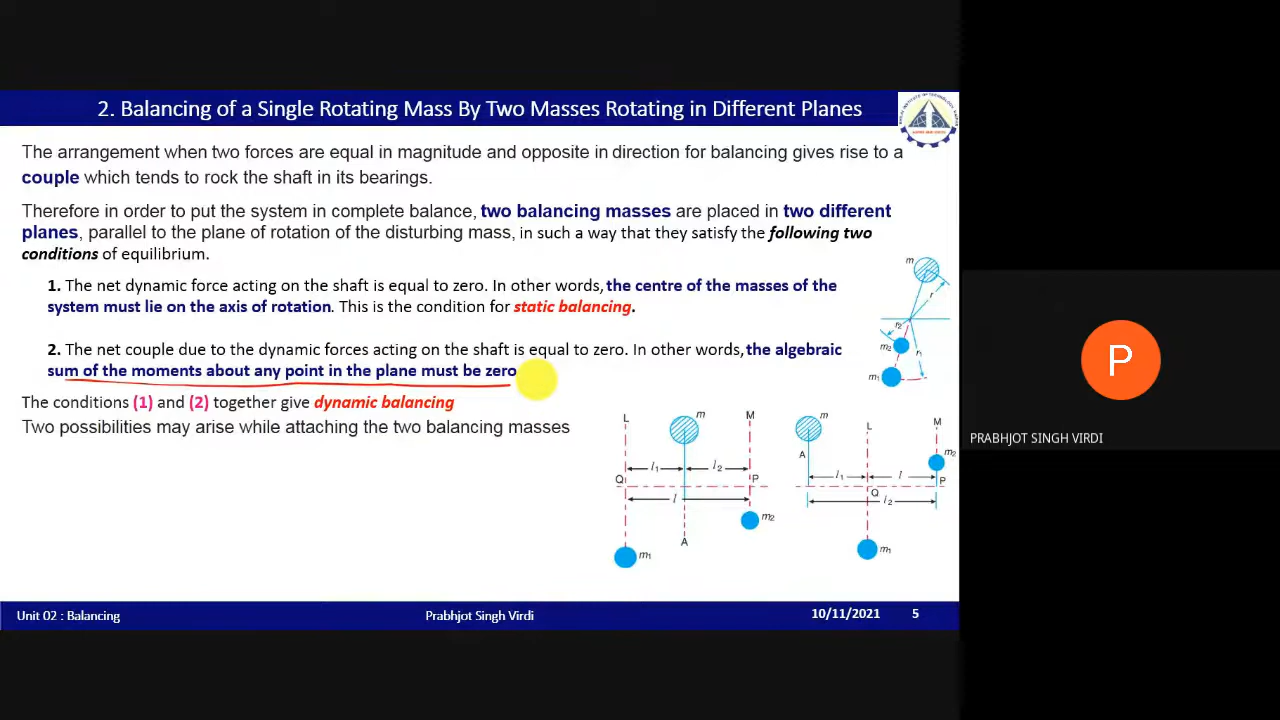 2. Balancing of a Single Rotating Mass By Two Masses Rotating in Different Planes
The arrangement when two forces are equal in magnitude and opposite in direction for balancing gives rise to a
couple which tends to rock the shaft in its bearings.
Therefore in order to put the system in complete balance, two balancing masses are placed in two different
planes, parallel to the plane of rotation of the disturbing mass, in such a way that they satisfy the following two
conditions of equilibrium.
1. The net dynamic force acting on the shaft is equal to zero. In other words, the centre of the masses of the
system must lie on the axis of rotation. This is the condition for static balancing.
2. The net couple due to the dynamic forces acting on the shaft is equal to zero. In other words, the algebraic
sum of the moments about any point in the plane must be zero
The conditions (1) and (2) together give dynamic balancing
Two possibilities may arise while attaching the two balancing masses
m
r
r2
m2
r1
m1
L m M
l1 l2
Q P
l
m2
A
m1
m L M
A m2
l1 l
Q P
l2
m1
P
PRABHJOT SINGH VIRDI
Unit 02 : Balancing Prabhjot Singh Virdi 10/11/2021 5